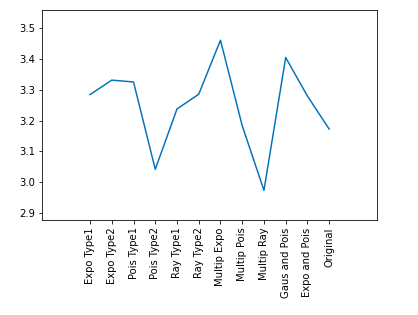 3.5
3.4
3.3
3.2
3.1
3.0
2.9
Expo Type1
Expo Type2
Pois Type1
Pois Type2
Ray Type1
Ray Type2
Multip Expo
Multip Pois
Multip Ray
Gaus and Pois
Expo and Pois
Original